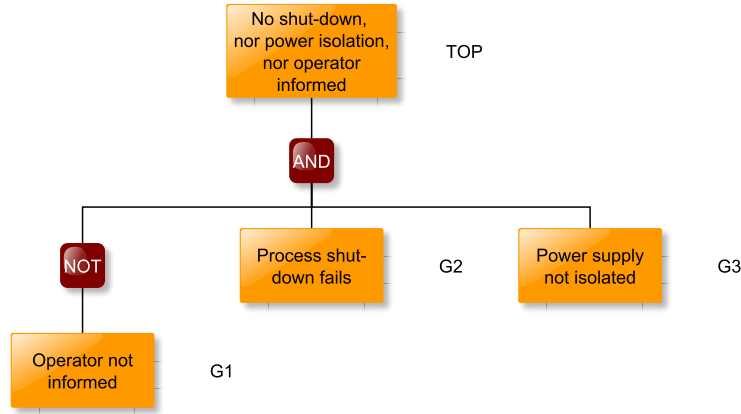 No shut-down,
nor power isolation,
nor operator
informed
TOP
AND
NOT
Process shut-
down fails
G2
Power supply
not isolated
G3
Operator not
informed
G1